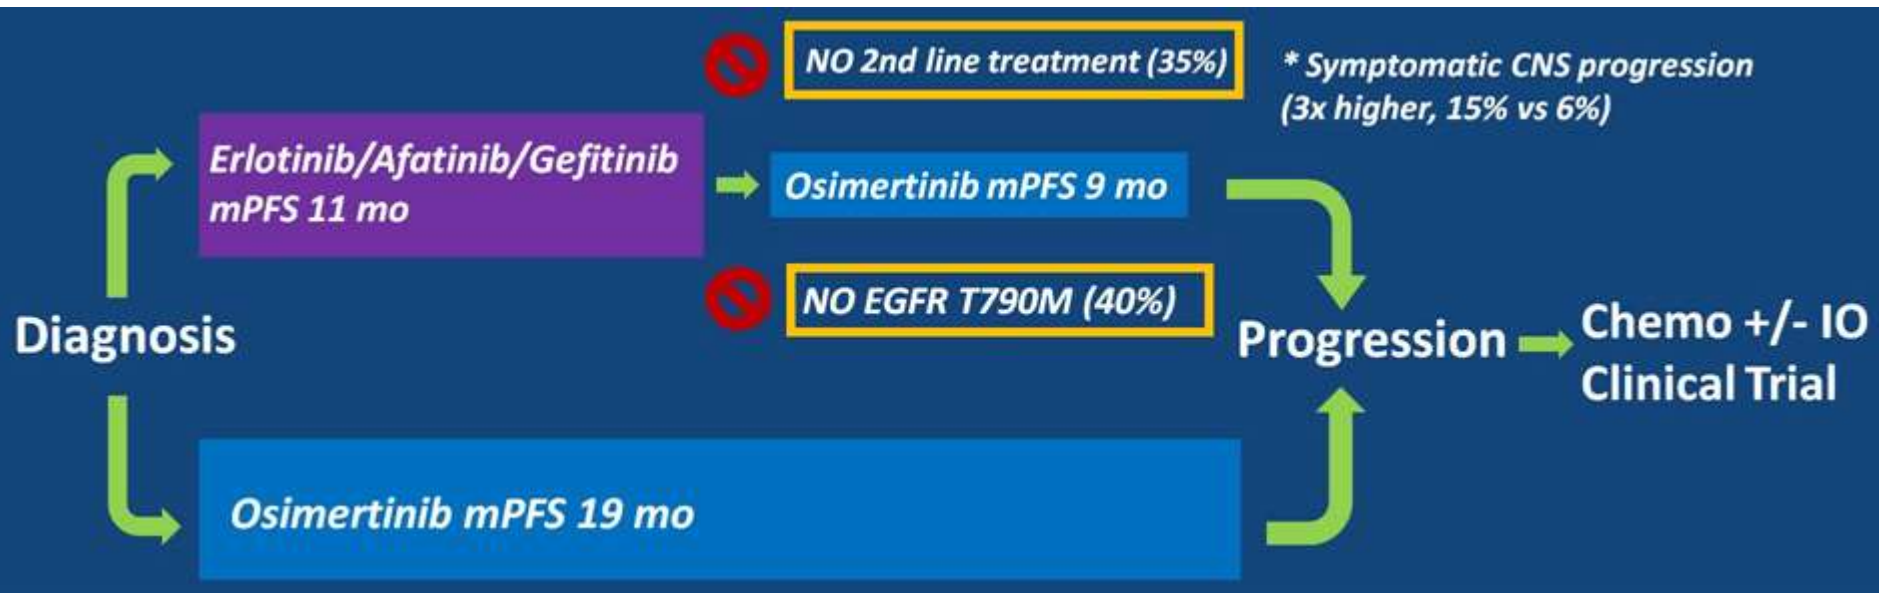 NO 2nd line treatment (35%)
* Symptomatic CNS progression
(3x higher, 15% vs 6%)
Erlotinib/Afatinib/Gefitinib
mPFS 11 mo
Osimertinib mPFS 9 mo
NO EGFR T790M (40%)
Diagnosis
Progression
Chemo +/- IO
Clinical Trial
Osimertinib mPFS 19 mo